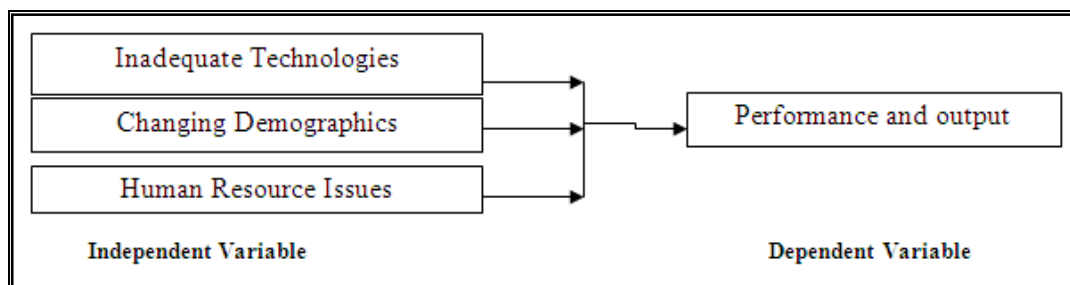 Inadequate Technologies
Changing Demographics
Performance and output
Human Resource Issues
Independent Variable
Dependent Variable